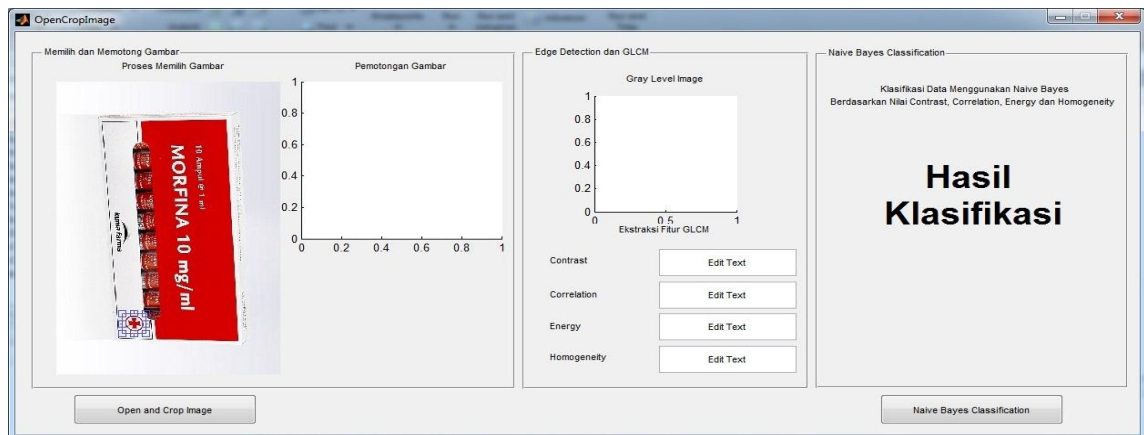 OpenCropImage
Memilih dan Memotong Gambar
Proses Memilih Gambar
10 Ampul @ 1 ml
MORFINA 10 mg/ml
kimia farma
Pemotongan Gambar
1
0.8
0.6
0.4
0.2
0
0 0.2 0.4 0.6 0.8 1
Open and Crop Image
Edge Detection dan GLCM
Gray Level Image
1
0.8
0.6
0.4
0.2
0
0 0.5 1
Ekstraksi Fitur GLCM
Contrast Edit Text
Correlation Edit Text
Energy Edit Text
Homogeneity Edit Text
Naive Bayes Classification
Klasifikasi Data Menggunakan Naive Bayes
Berdasarkan Nilai Contrast, Correlation, Energy dan Homogeneity
Hasil
Klasifikasi
Naive Bayes Classification